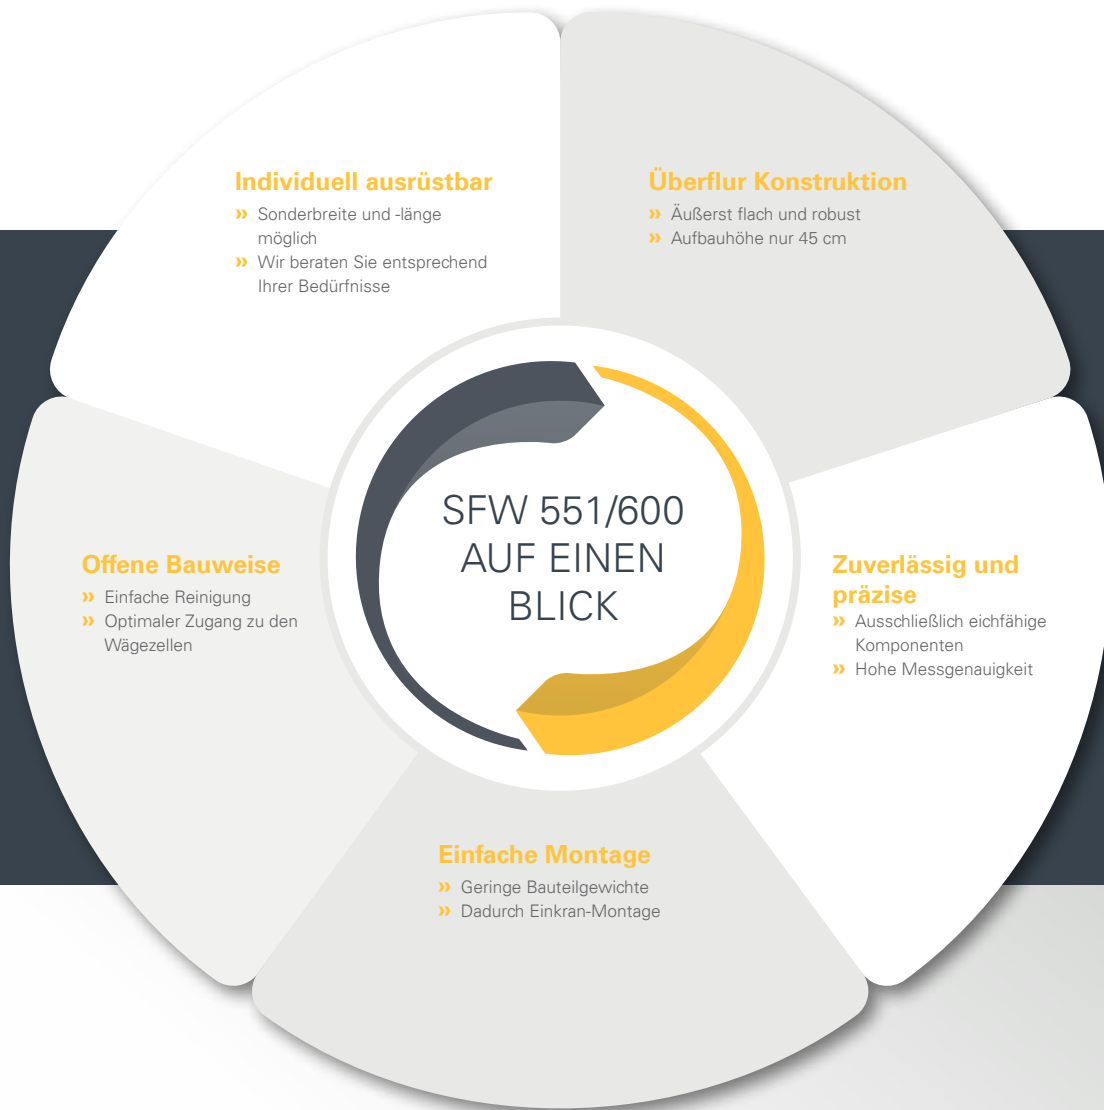 Individuell ausrüstbar
» Sonderbreite und -länge
möglich
» Wir beraten Sie entsprechend
Ihrer Bedürfnisse
Überflur Konstruktion
» Äußerst flach und robust
» Aufbauhöhe nur 45 cm
SFW 551/600
AUF EINEN
BLICK
Offene Bauweise
» Einfache Reinigung
» Optimaler Zugang zu den
Wägezellen
Zuverlässig und
präzise
» Ausschließlich eichfähige
Komponenten
» Hohe Messgenauigkeit
Einfache Montage
» Geringe Bauteilgewichte
» Dadurch Einkran-Montage